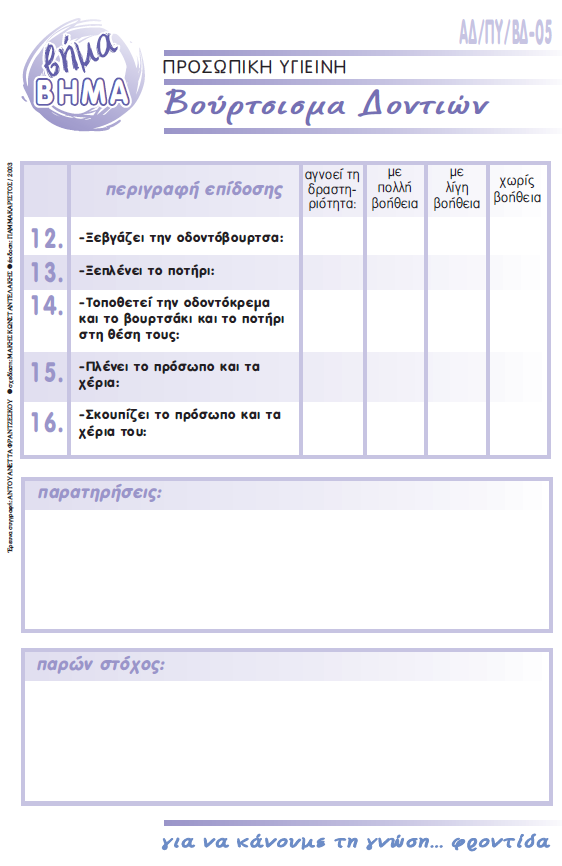 ΑΔ/ΠΥ/ΒΔ-05
βήμα
ΒΗΜΑ
ΠΡΟΣΩΠΙΚΗ ΥΓΙΕΙΝΗ
Βούρτσισμα Δοντιών
περιγραφή επίδοσης
αγνοεί τη
δραστη-
ριότητα:
με
πολλή
βοήθεια
με
λίγη
βοήθεια
χωρίς
βοήθεια
12. -Ξεβγάζει την οδοντόβουρτσα:
13. -Ξεπλένει το ποτήρι:
14. -Τοποθετεί την οδοντόκρεμα
και το βουρτσάκι και το ποτήρι
στη θέση τους:
15. -Πλένει το πρόσωπο και τα
χέρια:
16. -Σκουπίζει το πρόσωπο και τα
χέρια του:
παρατηρήσεις:
παρών στόχος:
για να κάνουμε τη γνώση... φροντίδα
Έρευνα συγγραφή: ΑΝΤΟΥΑΝΕΤΤΑ ΦΡΑΝΤΖΕΣΚΟΥ σχεδίαση: ΜΑΚΗΣ ΚΩΝΣΤΑΝΤΕΛΑΚΗΣ έκδοση: ΠΑΜΜΑΚΑΡΙΣΤΟΣ / 2003